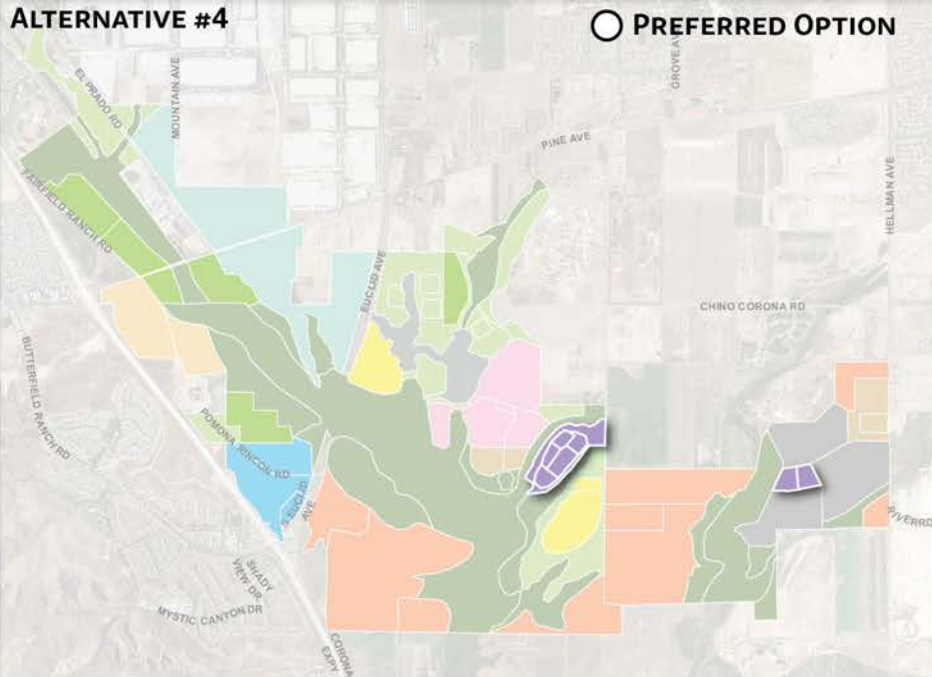 ALTERNATIVE #4
PREFERRED OPTION
EL PRADO RD
MOUNTAIN AVE
GROVE AV
PINE AVE
HELLMAN AVE
FAIRFIELD RANCH RD
EUCLID AVE
CHINO CORONA RD
BUTTERFIELD RANCH RD
POMONA RINCON RD
S EUCLID
AVE
RIVERRD
SHADY
VIEW DR
MYSTIC CANYON DR
CORONA
EXPY